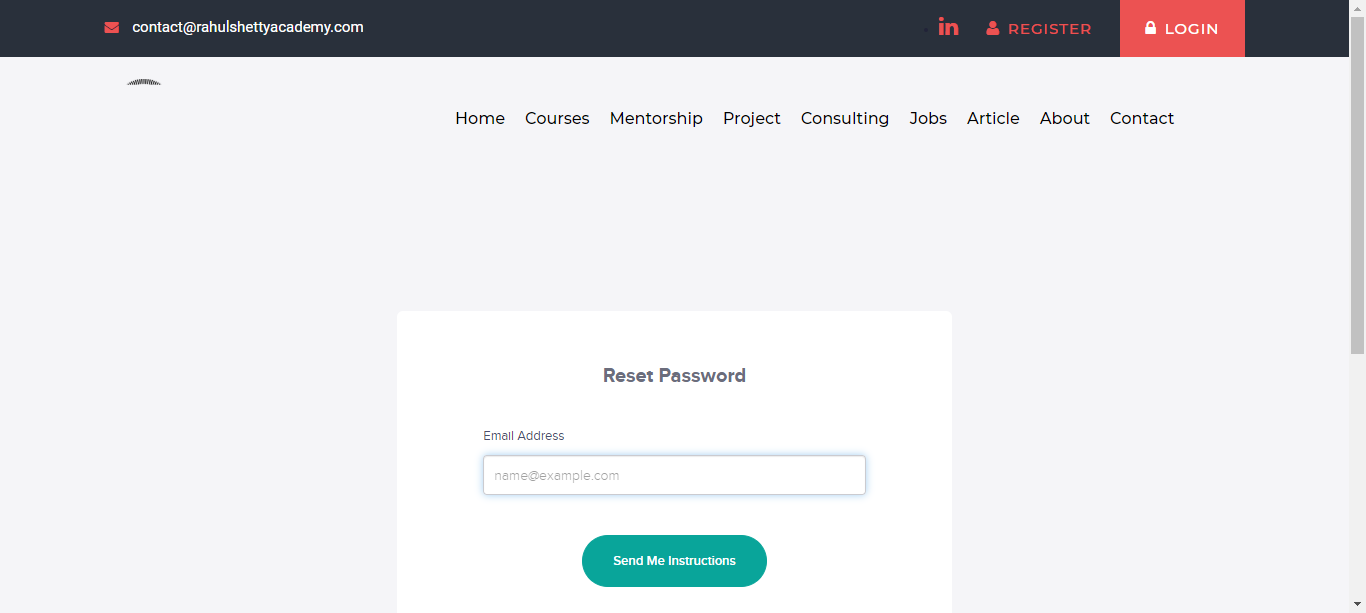 contact@rahulshettyacademy.com
in REGISTER LOGIN
Home Courses Mentorship Project Consulting Jobs Article About Contact
Reset Password
Email Address
name@example.com
Send Me Instructions